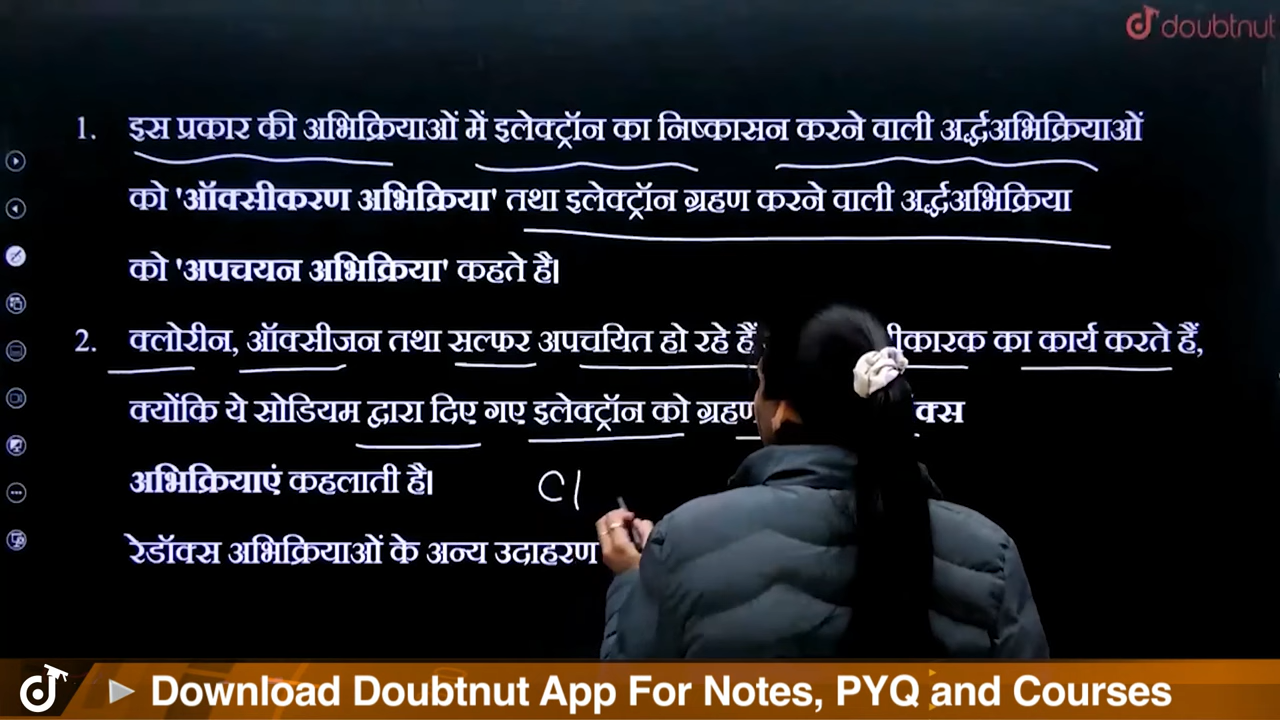 doubtnut
1. इस प्रकार की अभिक्रियाओं में इलेक्ट्रॉन का निष्कासन करने वाली अर्द्धअभिक्रियाओं
को 'ऑक्सीकरण अभिक्रिया' तथा इलेक्ट्रॉन ग्रहण करने वाली अर्द्धअभिक्रिया
को 'अपचयन अभिक्रिया' कहते है।
2. क्लोरीन, ऑक्सीजन तथा सल्फर अपचयित हो रहे हैं का कार्य करते हैं,
क्योंकि ये सोडियम द्वारा दिए गए इलेक्ट्रॉन को
अभिक्रियाएं कहलाती है।
Cl
रेडॉक्स अभिक्रियाओं के अन्य उदाहरण
Download Doubtnut App For Notes, PYQ and Courses